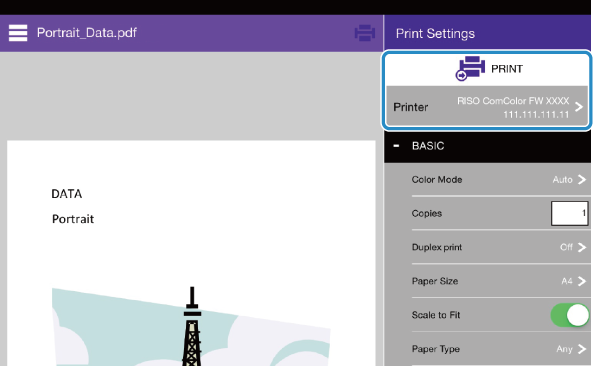 Portrait_Data.pdf
Print Settings
PRINT
Printer
RISO ComColor FW XXXX
111.111.111.11
- BASIC
Color Mode Auto
DATA
Copies 1
Portrait
Duplex print Off
Paper Size A4
Scale to Fit
Paper Type Any